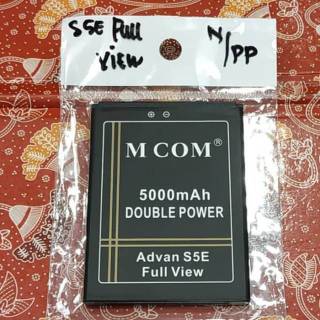 S5E Full
View
N/PP
M COM®
5000mAh
DOUBLE POWER
Advan S5E
Full View